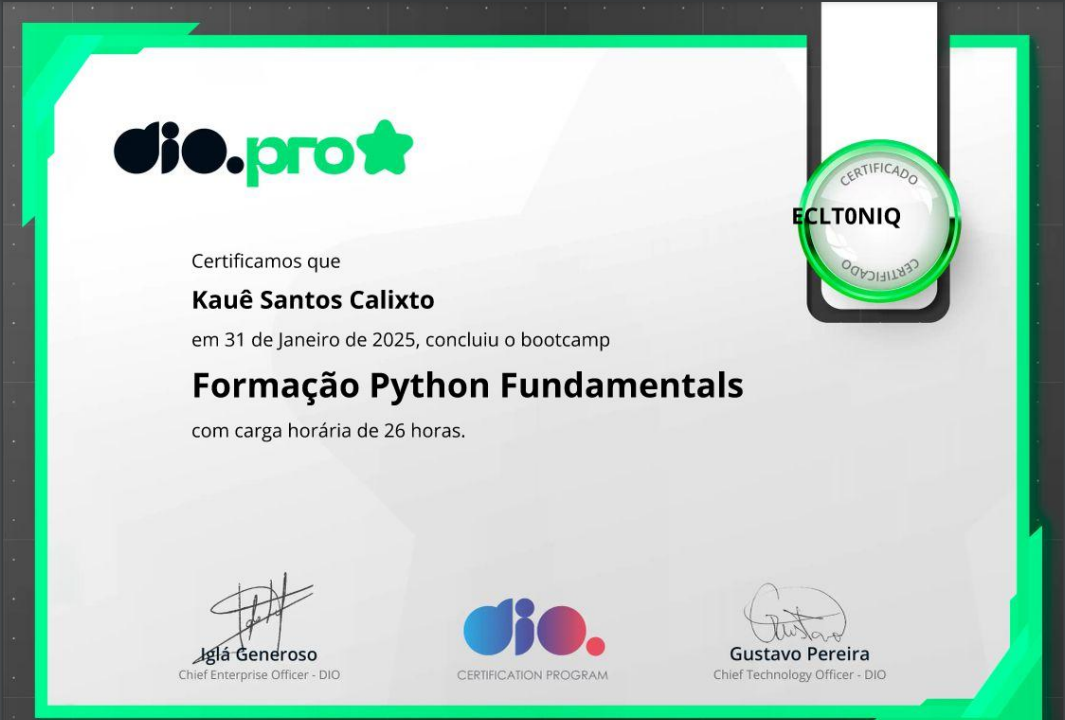 dio.pro
CERTIFICADO
ECLT0NIQ
CERTIFICADO
Certificamos que
Kauê Santos Calixto
em 31 de Janeiro de 2025, concluiu o bootcamp
Formação Python Fundamentals
com carga horária de 26 horas.
Gustavo
Iglá Generoso
Chief Enterprise Officer - DIO
dio.
CERTIFICATION PROGRAM
Gustavo Pereira
Chief Technology Officer - DIO